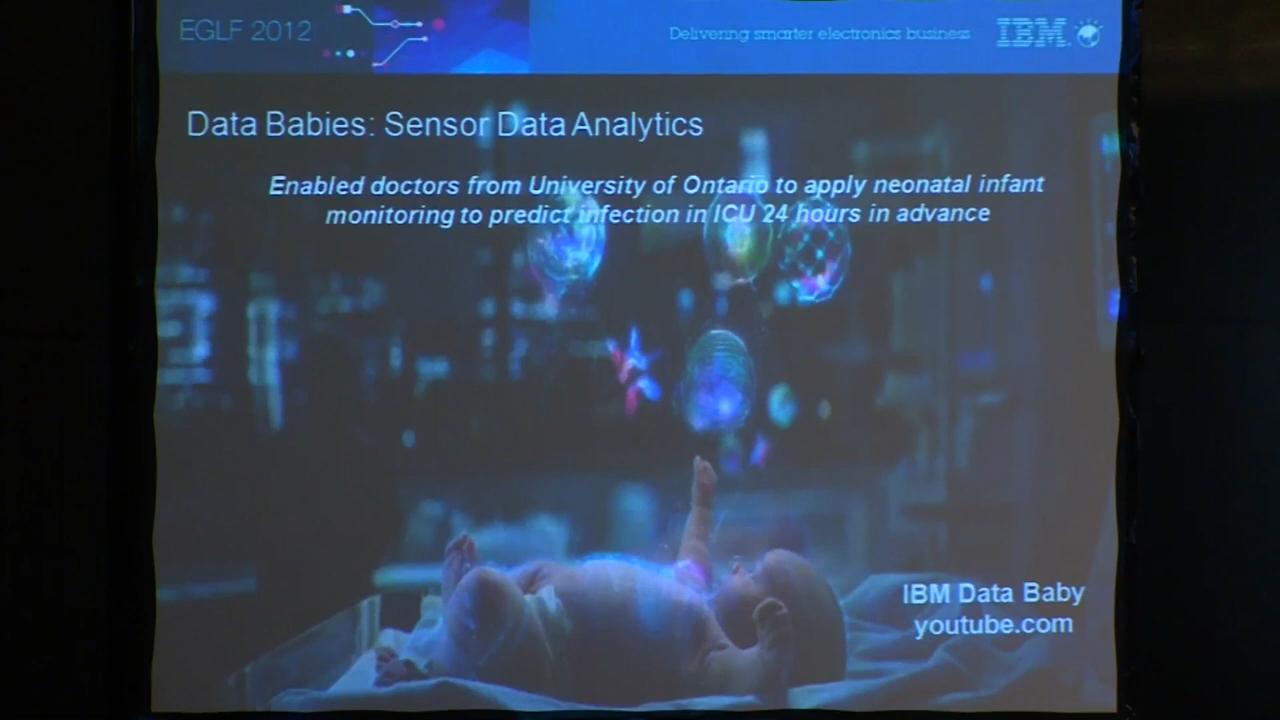 EGLF 2012
Delivering smarter electronics business
IBM.
Data Babies: Sensor Data Analytics
Enabled doctors from University of Ontario to apply neonatal infant
monitoring to predict infection in ICU 24 hours in advance
IBM Data Baby
youtube.com